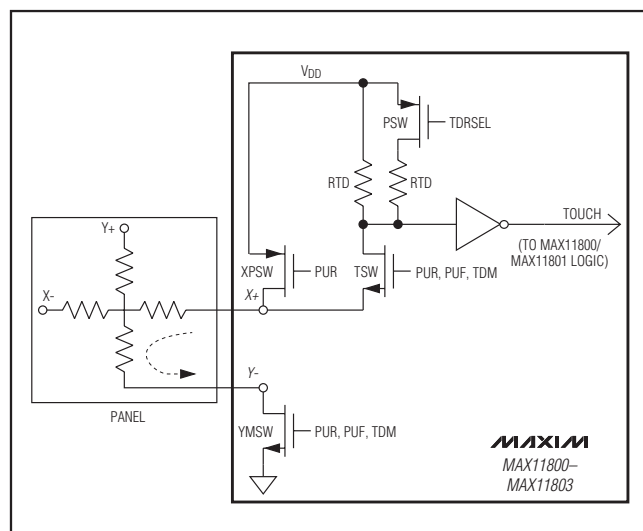 VDD
PSW
TDRSEL
RTD
RTD
TOUCH
(TO MAX11800/
MAX11801 LOGIC)
Y+
XPSW
PUR
TSW
PUR, PUF, TDM
X-
X+
Y-
PANEL
YMSW
PUR, PUF, TDM
MAXIM
MAX11800–
MAX11803